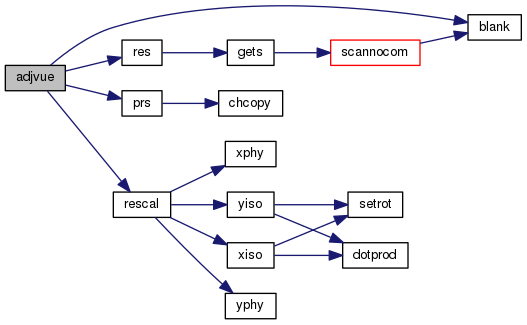 blank
res
gets
scannocom
adjvue
prs
chcopy
xphy
rescal
yiso
setrot
xiso
dotprod
yphy